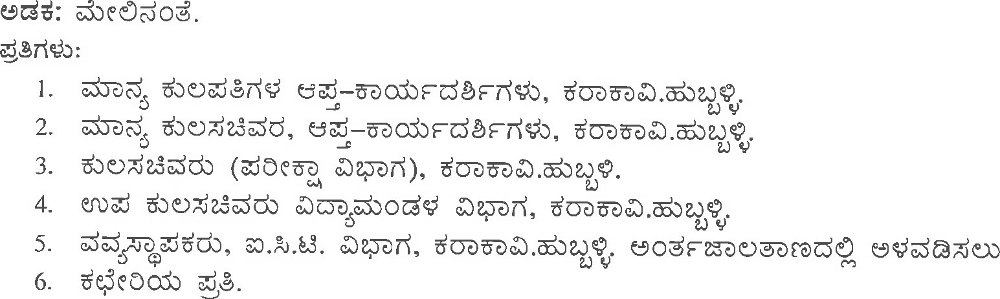 ಅಡಕ: ಮೇಲಿನಂತೆ.
ಪ್ರತಿಗಳು:
1. ಮಾನ್ಯ ಕುಲಪತಿಗಳ ಆಪ್ತ–ಕಾರ್ಯದರ್ಶಿಗಳು, ಕರಾಕಾವಿ.ಹುಬ್ಬಳ್ಳಿ.
2. ಮಾನ್ಯ ಕುಲಸಚಿವರ, ಆಪ್ತ–ಕಾರ್ಯದರ್ಶಿಗಳು, ಕರಾಕಾವಿ.ಹುಬ್ಬಳ್ಳಿ.
3. ಕುಲಸಚಿವರು (ಪರೀಕ್ಷಾ ವಿಭಾಗ), ಕರಾಕಾವಿ.ಹುಬ್ಬಳಿ.
4. ಉಪ ಕುಲಸಚಿವರು ವಿದ್ಯಾಮಂಡಳ ವಿಭಾಗ, ಕರಾಕಾವಿ.ಹುಬ್ಬಳ್ಳಿ.
5. ವವ್ಯಸ್ಥಾಪಕರು, ಐ.ಸಿ.ಟಿ. ವಿಭಾಗ, ಕರಾಕಾವಿ.ಹುಬ್ಬಳ್ಳಿ. ಅಂರ್ತಜಾಲತಾಣದಲ್ಲಿ ಅಳವಡಿಸಲು
6. ಕಛೇರಿಯ ಪ್ರತಿ.